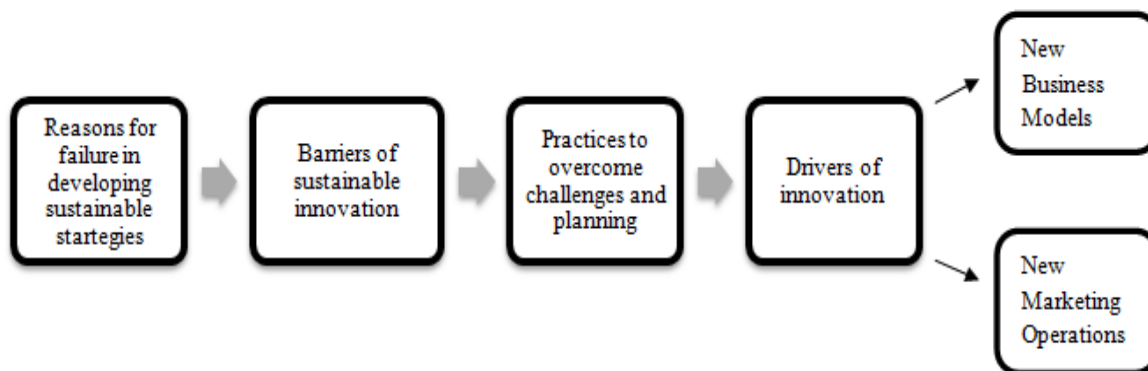 Reasons for
failure in
developing
sustainable
startegies
Barriers of
sustainable
innovation
Practices to
overcome
challenges and
planning
Drivers of
innovation
New
Business
Models
New
Marketing
Operations